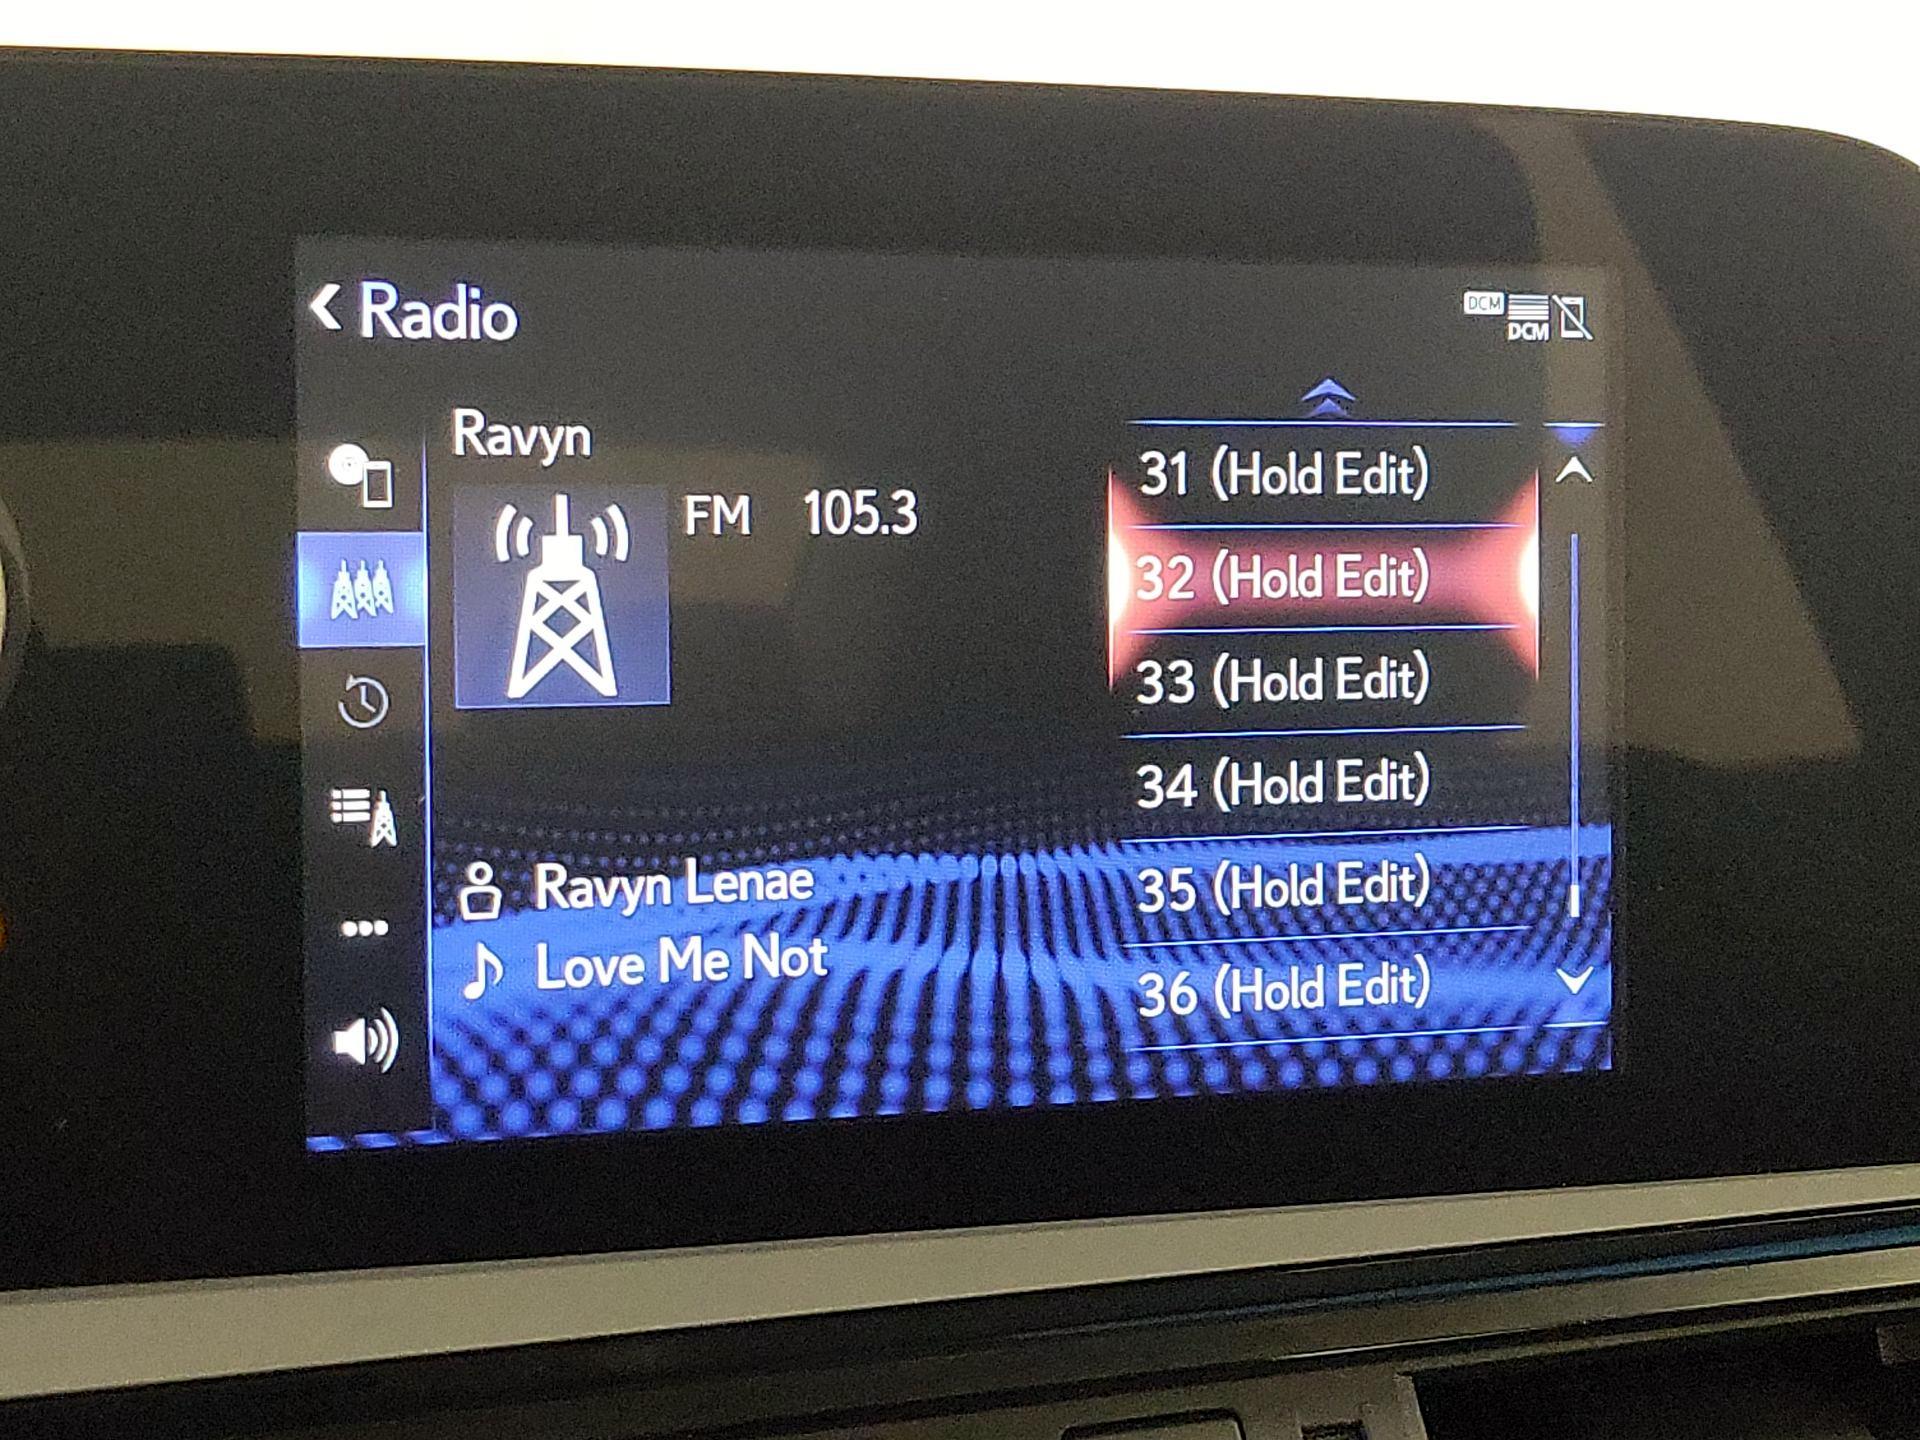 Radio
DCM
DCM
Ravyn
FM 105.3
Ravyn Lenae
Love Me Not
31 (Hold Edit)
32 (Hold Edit)
33 (Hold Edit)
34 (Hold Edit)
35 (Hold Edit)
36 (Hold Edit)